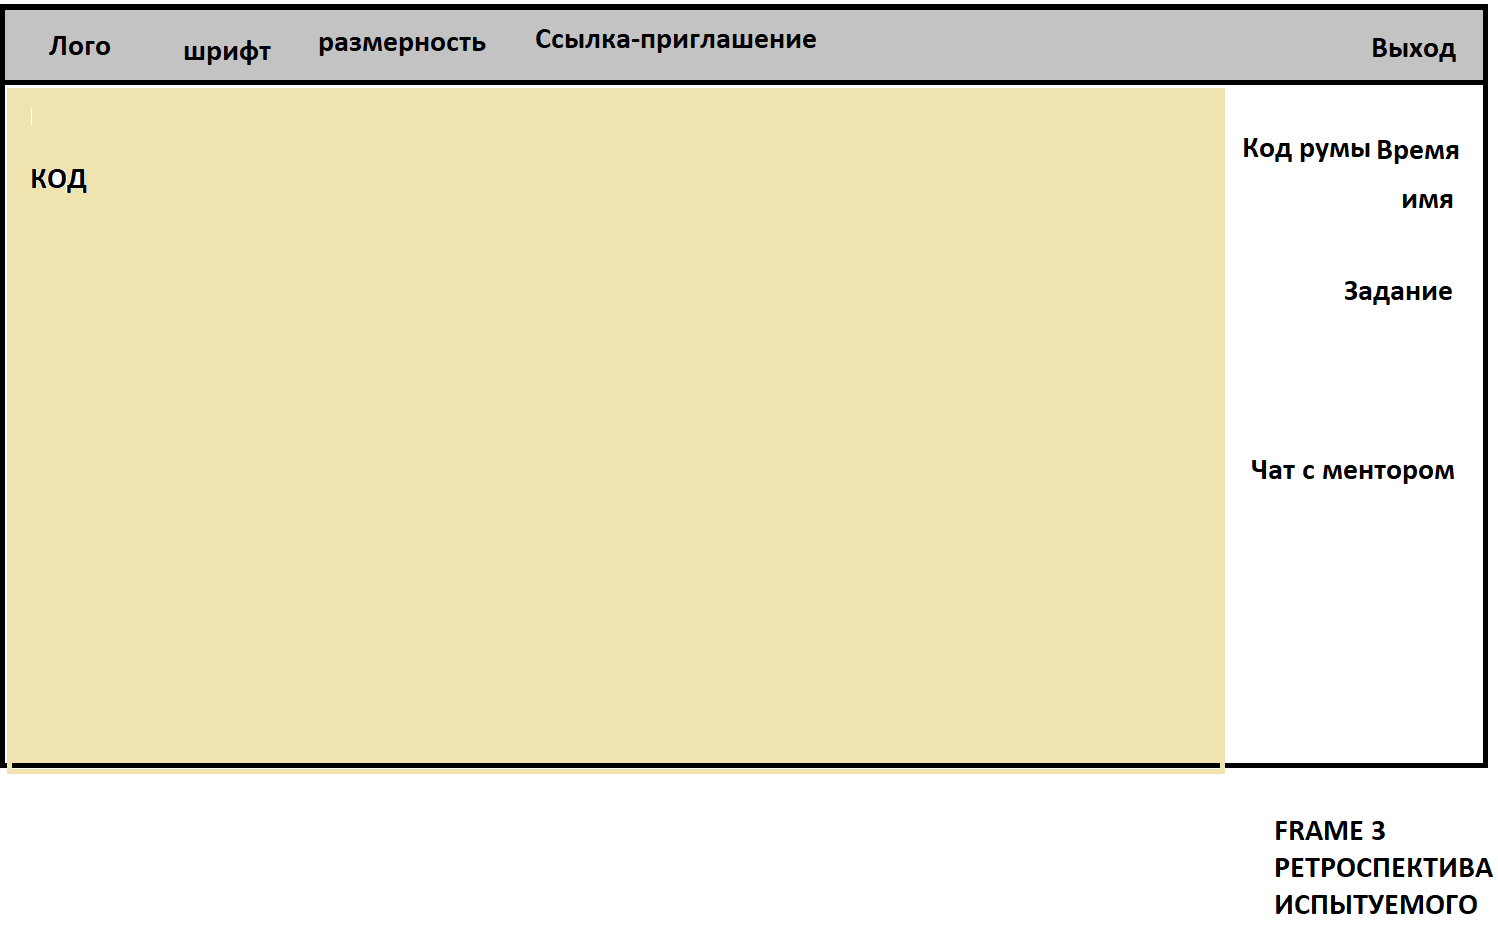 Лого шрифт размерность Ссылка-приглашение Выход
КОД
Код румы Время
имя
Задание
Чат с ментором
FRAME 3
РЕТРОСПЕКТИВА
ИСПЫТУЕМОГО